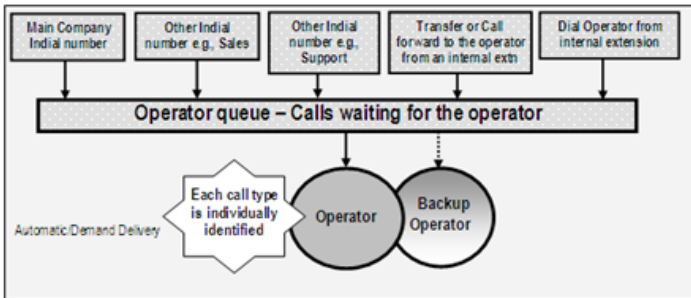 Main Company
Indial number
Other Indial
number e.g., Sales
Other Indial
number e.g.,
Support
Transfer or Call
forward to the operator
from an internal extn
Dial Operator from
internal extension
Operator queue – Calls waiting for the operator
Each call type
is individually
identified
Operator
Backup
Operator
Automatic/Demand Delivery